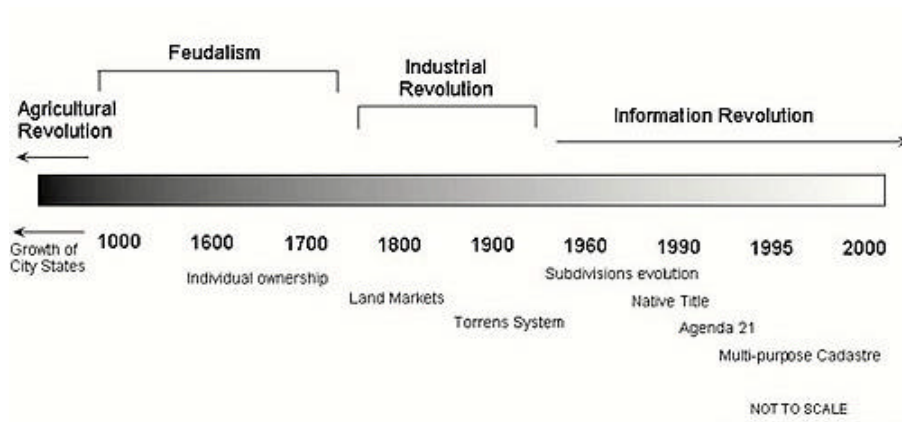 Feudalism
Industrial
Revolution
Agricultural
Revolution
Information Revolution
Growth of
City States
1000 1600 1700 1800 1900 1960 1990 1995 2000
Individual ownership
Subdivisions evolution
Land Markets
Native Title
Torrens System
Agenda 21
Multi-purpose Cadastre
NOT TO SCALE